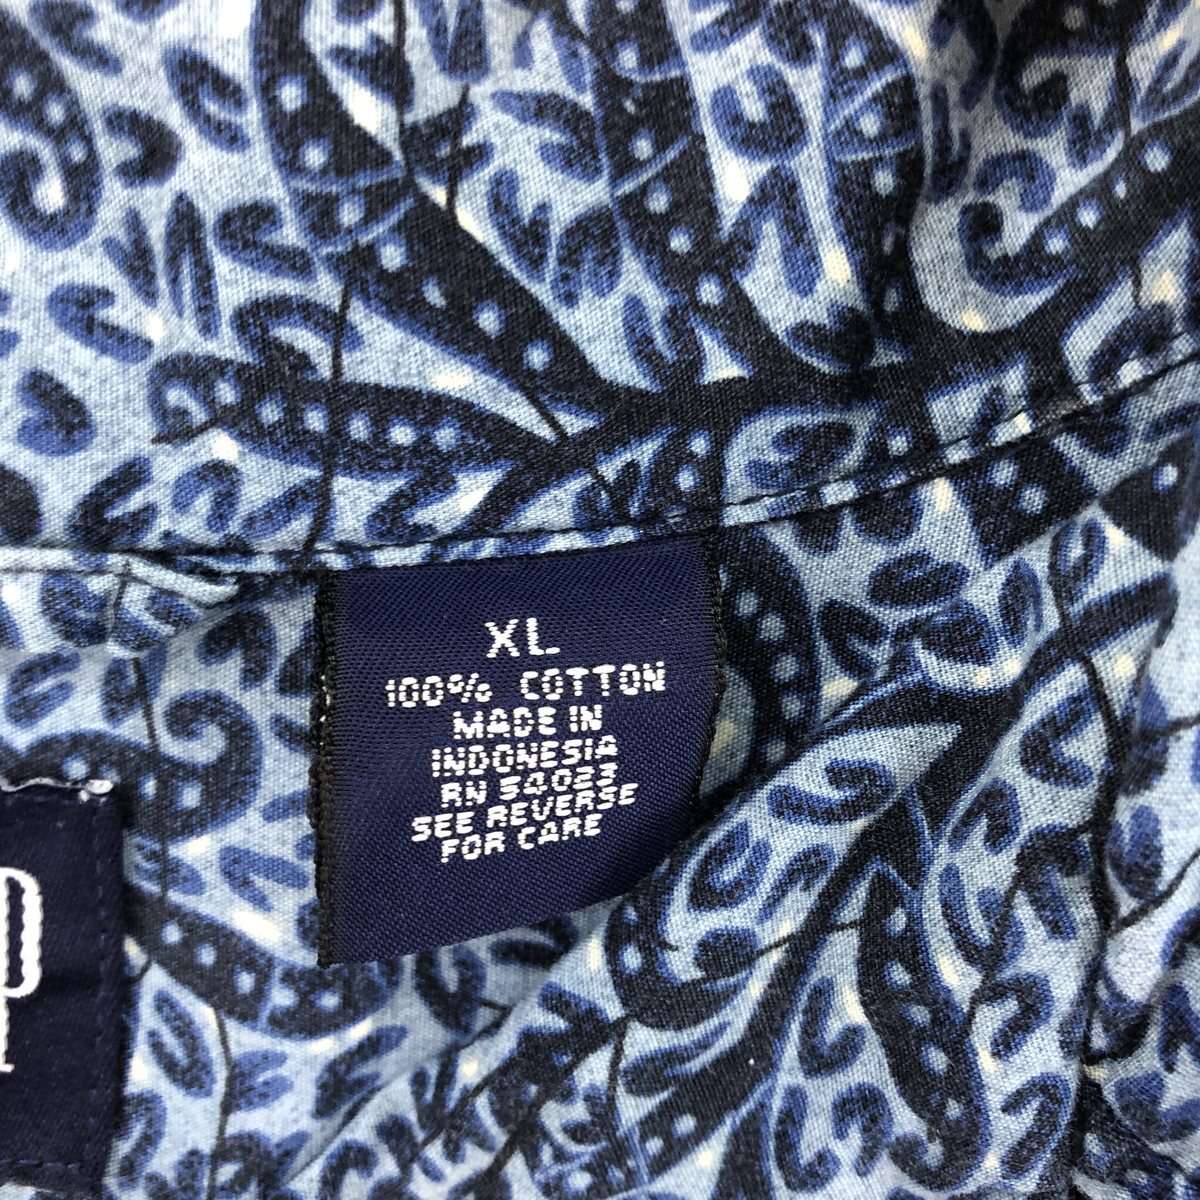 XL
100% COTTON
MADE IN
INDONESIA
RN 54023
SEE REVERSE
FOR CARE
P